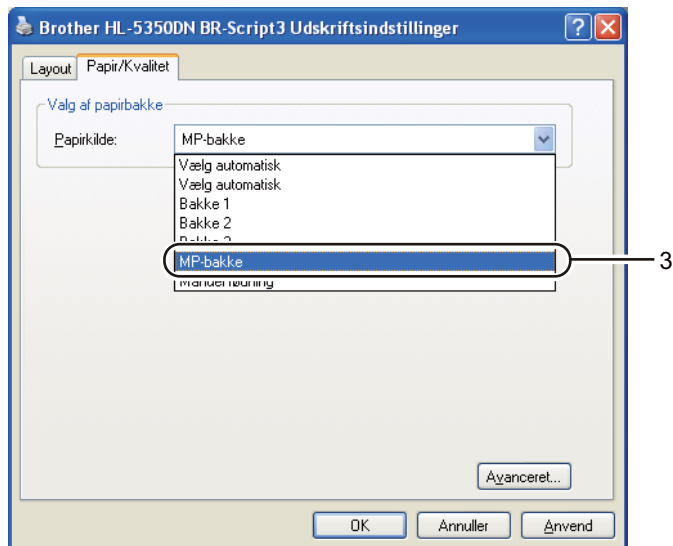 Brother HL-5350DN BR-Script3 Udskriftsindstillinger
Layout Papir/Kvalitet
Valg af papirbakke
Papirkilde: MP-bakke
Vælg automatisk
Vælg automatisk
Bakke 1
Bakke 2
MP-bakke 3
Avanceret...
OK Annuller Anvend